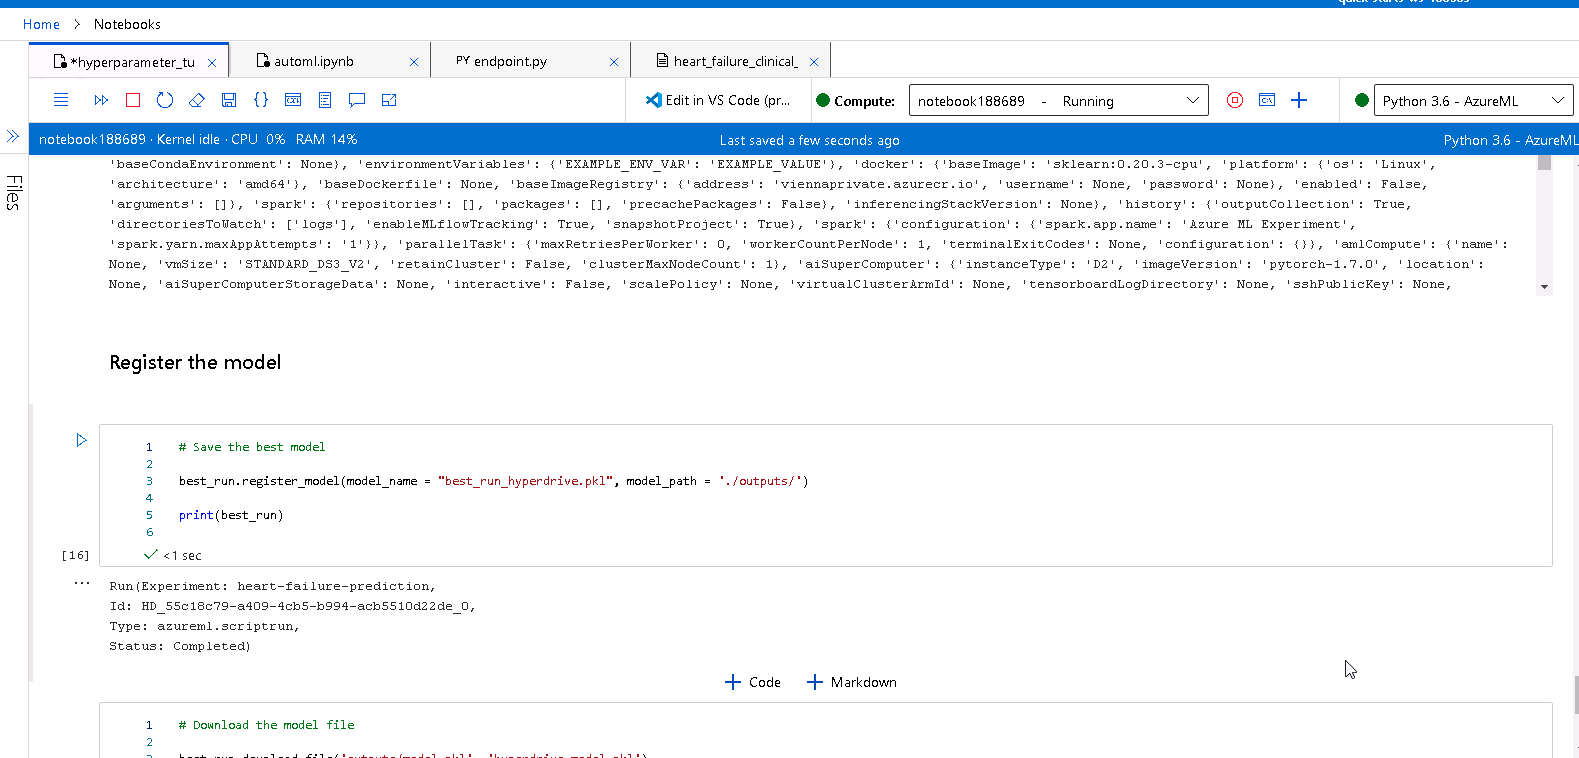 Home > Notebooks
*hyperparameter_tu × automl.ipynb × PY endpoint.py × heart_failure_clinical_ ×
Edit in VS Code (pr... Compute: notebook188689 - Running Python 3.6 - AzureML
notebook188689 · Kernel idle · CPU 0% RAM 14% Last saved a few seconds ago Python 3.6 - AzureML
Files
'baseCondaEnvironment': None}, 'environmentVariables': {'EXAMPLE_ENV_VAR': 'EXAMPLE_VALUE'}, 'docker': {'baseImage': 'sklearn:0.20.3-cpu', 'platform': {'os': 'Linux',
'architecture': 'amd64'}, 'baseDockerfile': None, 'baseImageRegistry': {'address': 'viennaprivate.azurecr.io', 'username': None, 'password': None}, 'enabled': False,
'arguments': []}, 'spark': {'repositories': [], 'packages': [], 'precachePackages': False}, 'inferencingStackVersion': None}, 'history': {'outputCollection': True,
'directoriesToWatch': ['logs'], 'enableMLflowTracking': True, 'snapshotProject': True}, 'spark': {'configuration': {'spark.app.name': 'Azure ML Experiment',
'spark.yarn.maxAppAttempts': '1'}}, 'parallelTask': {'maxRetriesPerWorker': 0, 'workerCountPerNode': 1, 'terminalExitCodes': None, 'configuration': {}}, 'amlCompute': {'name':
None, 'vmSize': 'STANDARD_DS3_V2', 'retainCluster': False, 'clusterMaxNodeCount': 1}, 'aiSuperComputer': {'instanceType': 'D2', 'imageVersion': 'pytorch-1.7.0', 'location':
None, 'aiSuperComputerStorageData': None, 'interactive': False, 'scalePolicy': None, 'virtualClusterArmId': None, 'tensorboardLogDirectory': None, 'sshPublicKey': None,
Register the model
1 # Save the best model
2
3 best_run.register_model(model_name = "best_run_hyperdrive.pkl", model_path = './outputs/')
4
5 print(best_run)
6
[16] <1 sec
... Run(Experiment: heart-failure-prediction,
Id: HD_55c18c79-a409-4cb5-b994-acb5510d22de_0,
Type: azureml.scriptrun,
Status: Completed)
+ Code + Markdown
1 # Download the model file
2